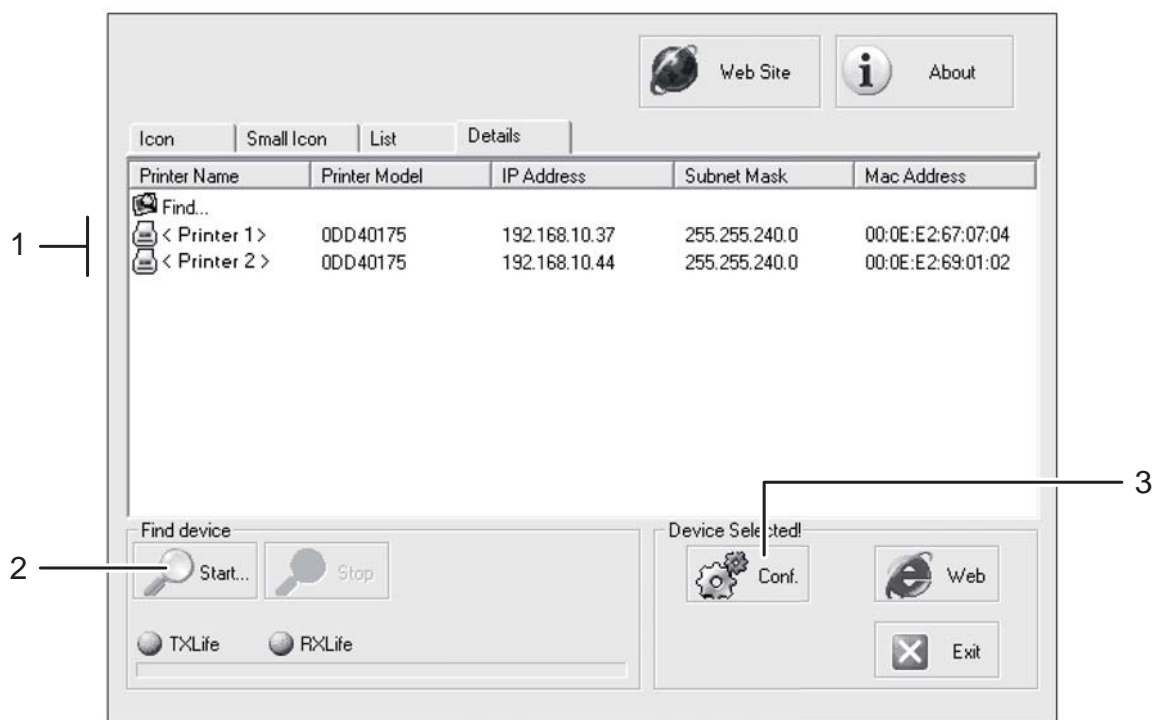 Web Site About
Icon Small Icon List Details
Printer Name Printer Model IP Address Subnet Mask Mac Address
Find...
1
< Printer 1 > 0DD40175 192.168.10.37 255.255.240.0 00:0E:E2:67:07:04
< Printer 2 > 0DD40175 192.168.10.44 255.255.240.0 00:0E:E2:69:01:02
3
Find device Device Selected!
2
Start... Stop Conf. Web
TXLife RXLife Exit